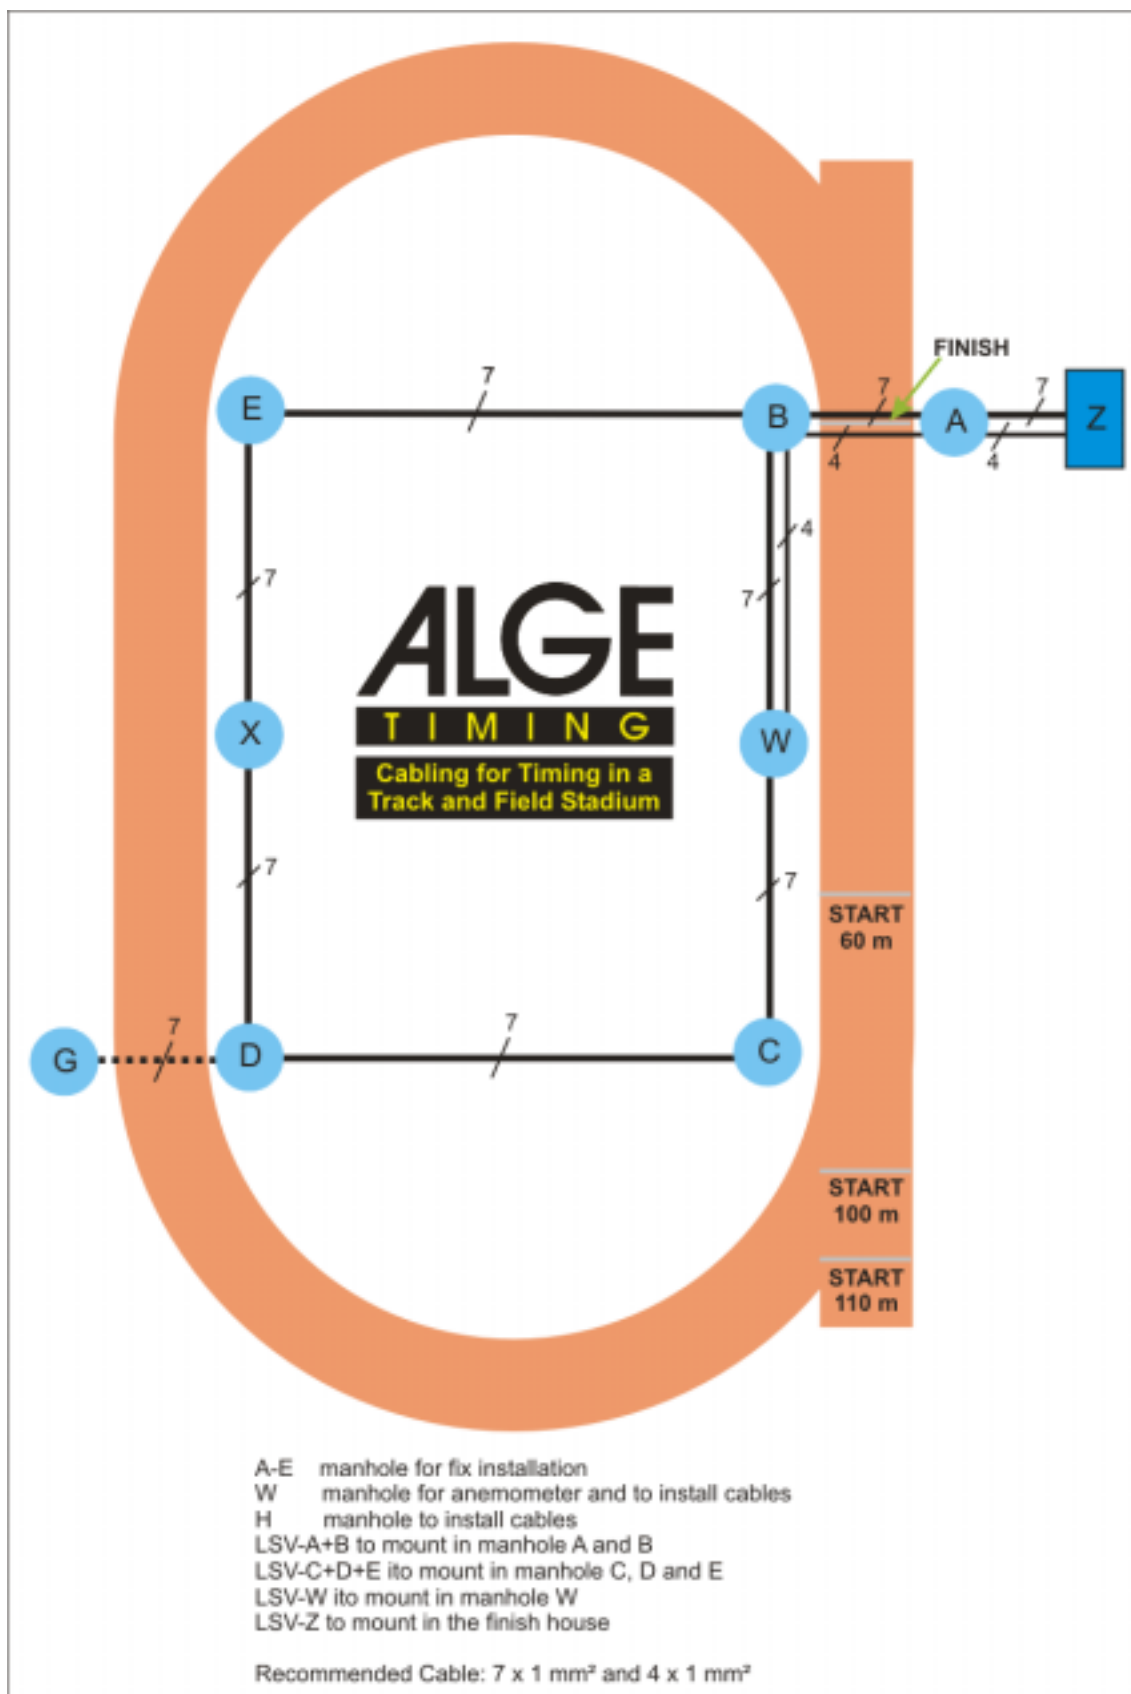 FINISH
7
E
7
B
7
A
7
Z
4
4
4
7
7
ALGE
TIMING
X
W
Cabling for Timing in a
Track and Field Stadium
7
7
START
60 m
7
7
G
D
C
START
100 m
START
110 m
A-E manhole for fix installation
W manhole for anemometer and to install cables
H manhole to install cables
LSV-A+B to mount in manhole A and B
LSV-C+D+E ito mount in manhole C, D and E
LSV-W ito mount in manhole W
LSV-Z to mount in the finish house
Recommended Cable: 7 x 1 mm² and 4 x 1 mm²